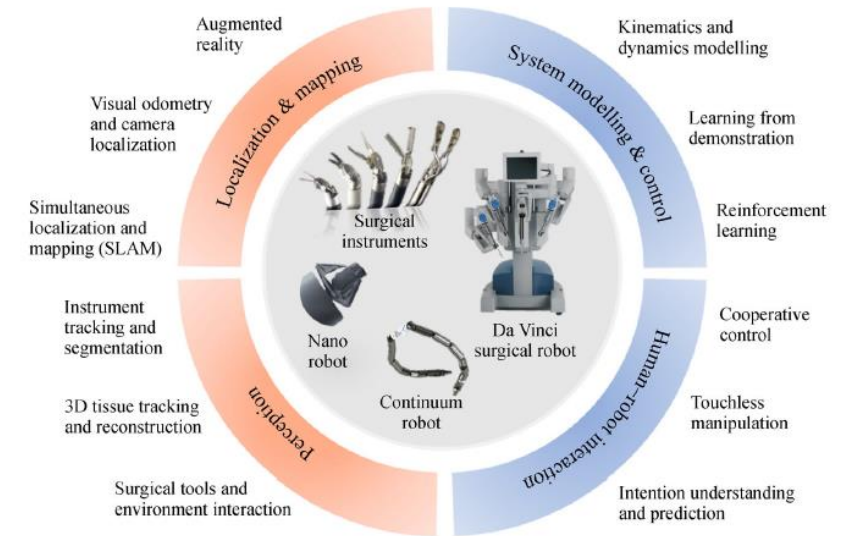 Augmented
reality
Visual odometry
and camera
localization
Simultaneous
localization and
mapping (SLAM)
Localization & mapping
System modelling & control
Kinematics and
dynamics modelling
Learning from
demonstration
Reinforcement
learning
Surgical
instruments
Nano
robot
Continuum
robot
Da Vinci
surgical robot
Instrument
tracking and
segmentation
3D tissue tracking
and reconstruction
Surgical tools and
environment interaction
Perception
Human–robot interaction
Cooperative
control
Touchless
manipulation
Intention understanding
and prediction